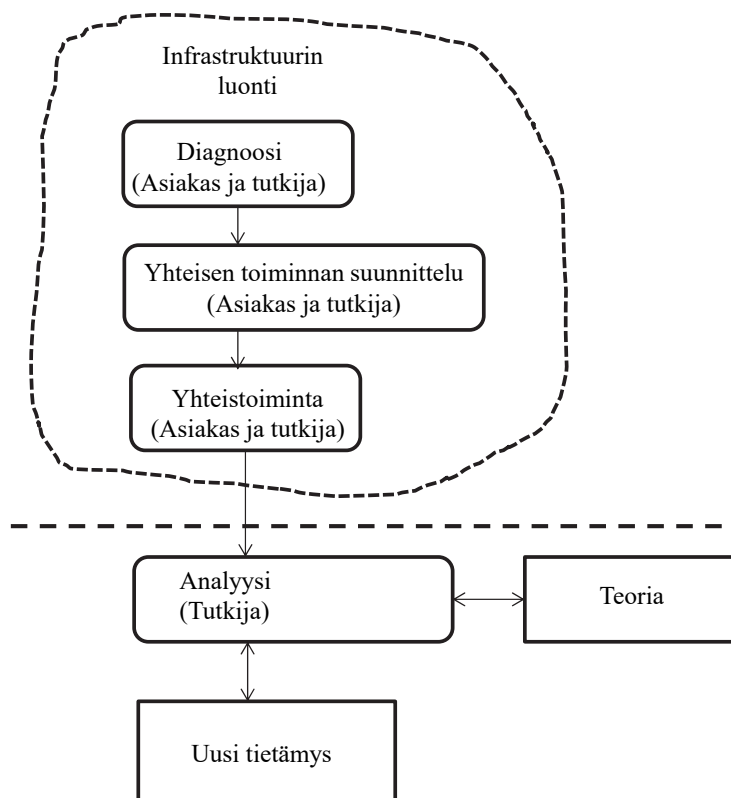 Infrastruktuurin
luonti
Diagnoosi
(Asiakas ja tutkija)
Yhteisen toiminnan suunnittelu
(Asiakas ja tutkija)
Yhteistoiminta
(Asiakas ja tutkija)
Analyysi
(Tutkija)
Teoria
Uusi tietämys